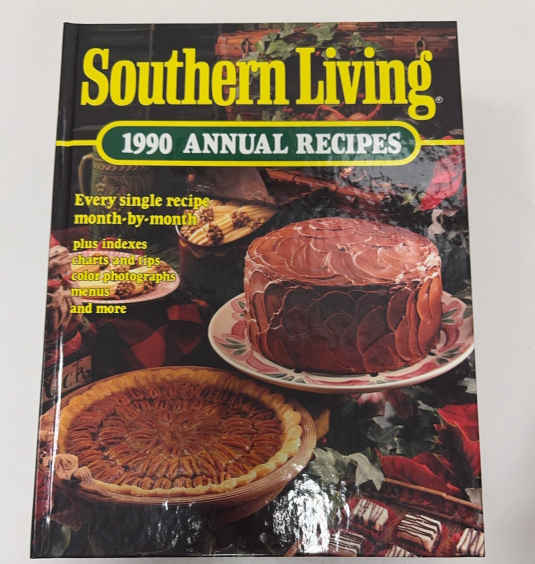 Southern Living®
1990 ANNUAL RECIPES
Every single recipe
month-by-month
plus indexes
charts and tips
color photographs
menus
and more